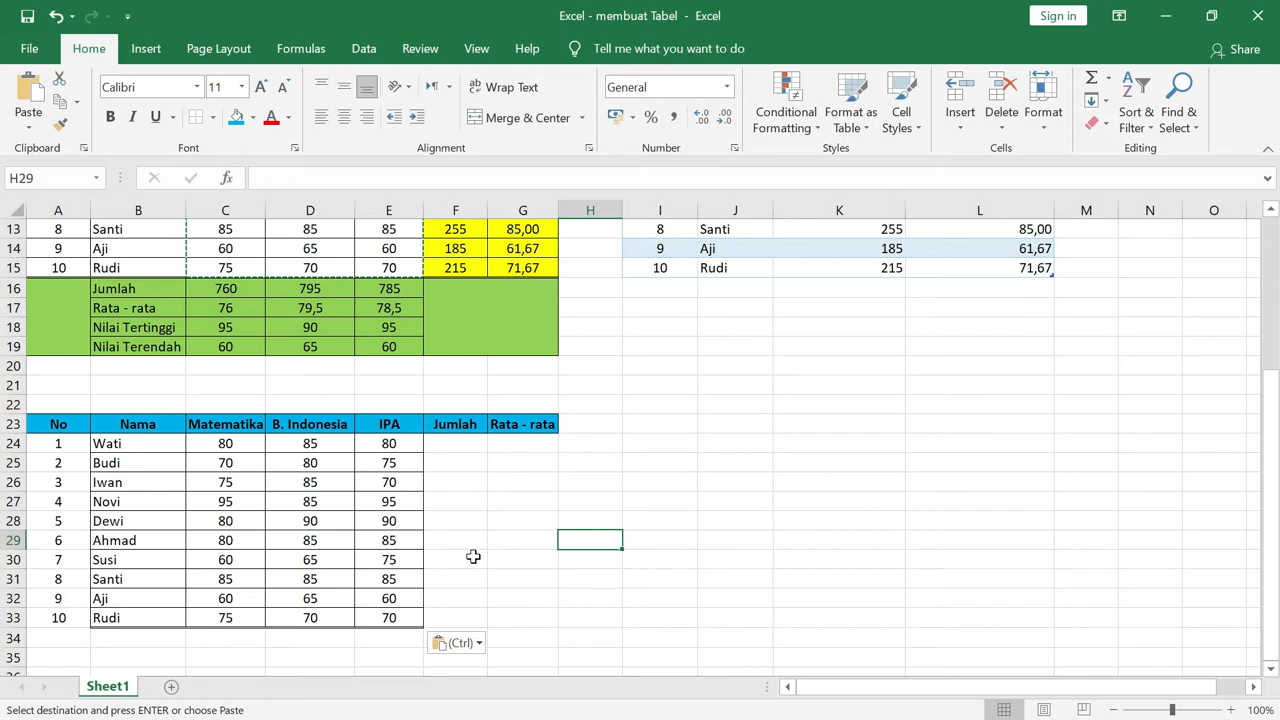 Excel - membuat Tabel - Excel
Sign in
File Home Insert Page Layout Formulas Data Review View Help Tell me what you want to do Share
Paste
Clipboard
Calibri 11
B I U A
Font
Wrap Text
Merge & Center
Alignment
General
% ,
Number
Conditional Formatting
Format as Table
Cell Styles
Styles
Insert
Delete
Format
Cells
Sort & Filter
Find & Select
Editing
H29 fx
A B C D E F G H I J K L M N O
13 8 Santi 85 85 85 255 85,00 8 Santi 255 85,00
14 9 Aji 60 65 60 185 61,67 9 Aji 185 61,67
15 10 Rudi 75 70 70 215 71,67 10 Rudi 215 71,67
16 Jumlah 760 795 785
17 Rata - rata 76 79,5 78,5
18 Nilai Tertinggi 95 90 95
19 Nilai Terendah 60 65 60
20
21
22
23 No Nama Matematika B. Indonesia IPA Jumlah Rata - rata
24 1 Wati 80 85 80
25 2 Budi 70 80 75
26 3 Iwan 75 85 70
27 4 Novi 95 85 95
28 5 Dewi 80 90 90
29 6 Ahmad 80 85 85
30 7 Susi 60 65 75
31 8 Santi 85 85 85
32 9 Aji 60 65 60
33 10 Rudi 75 70 70
34 (Ctrl)
35
Sheet1
Select destination and press ENTER or choose Paste
100%